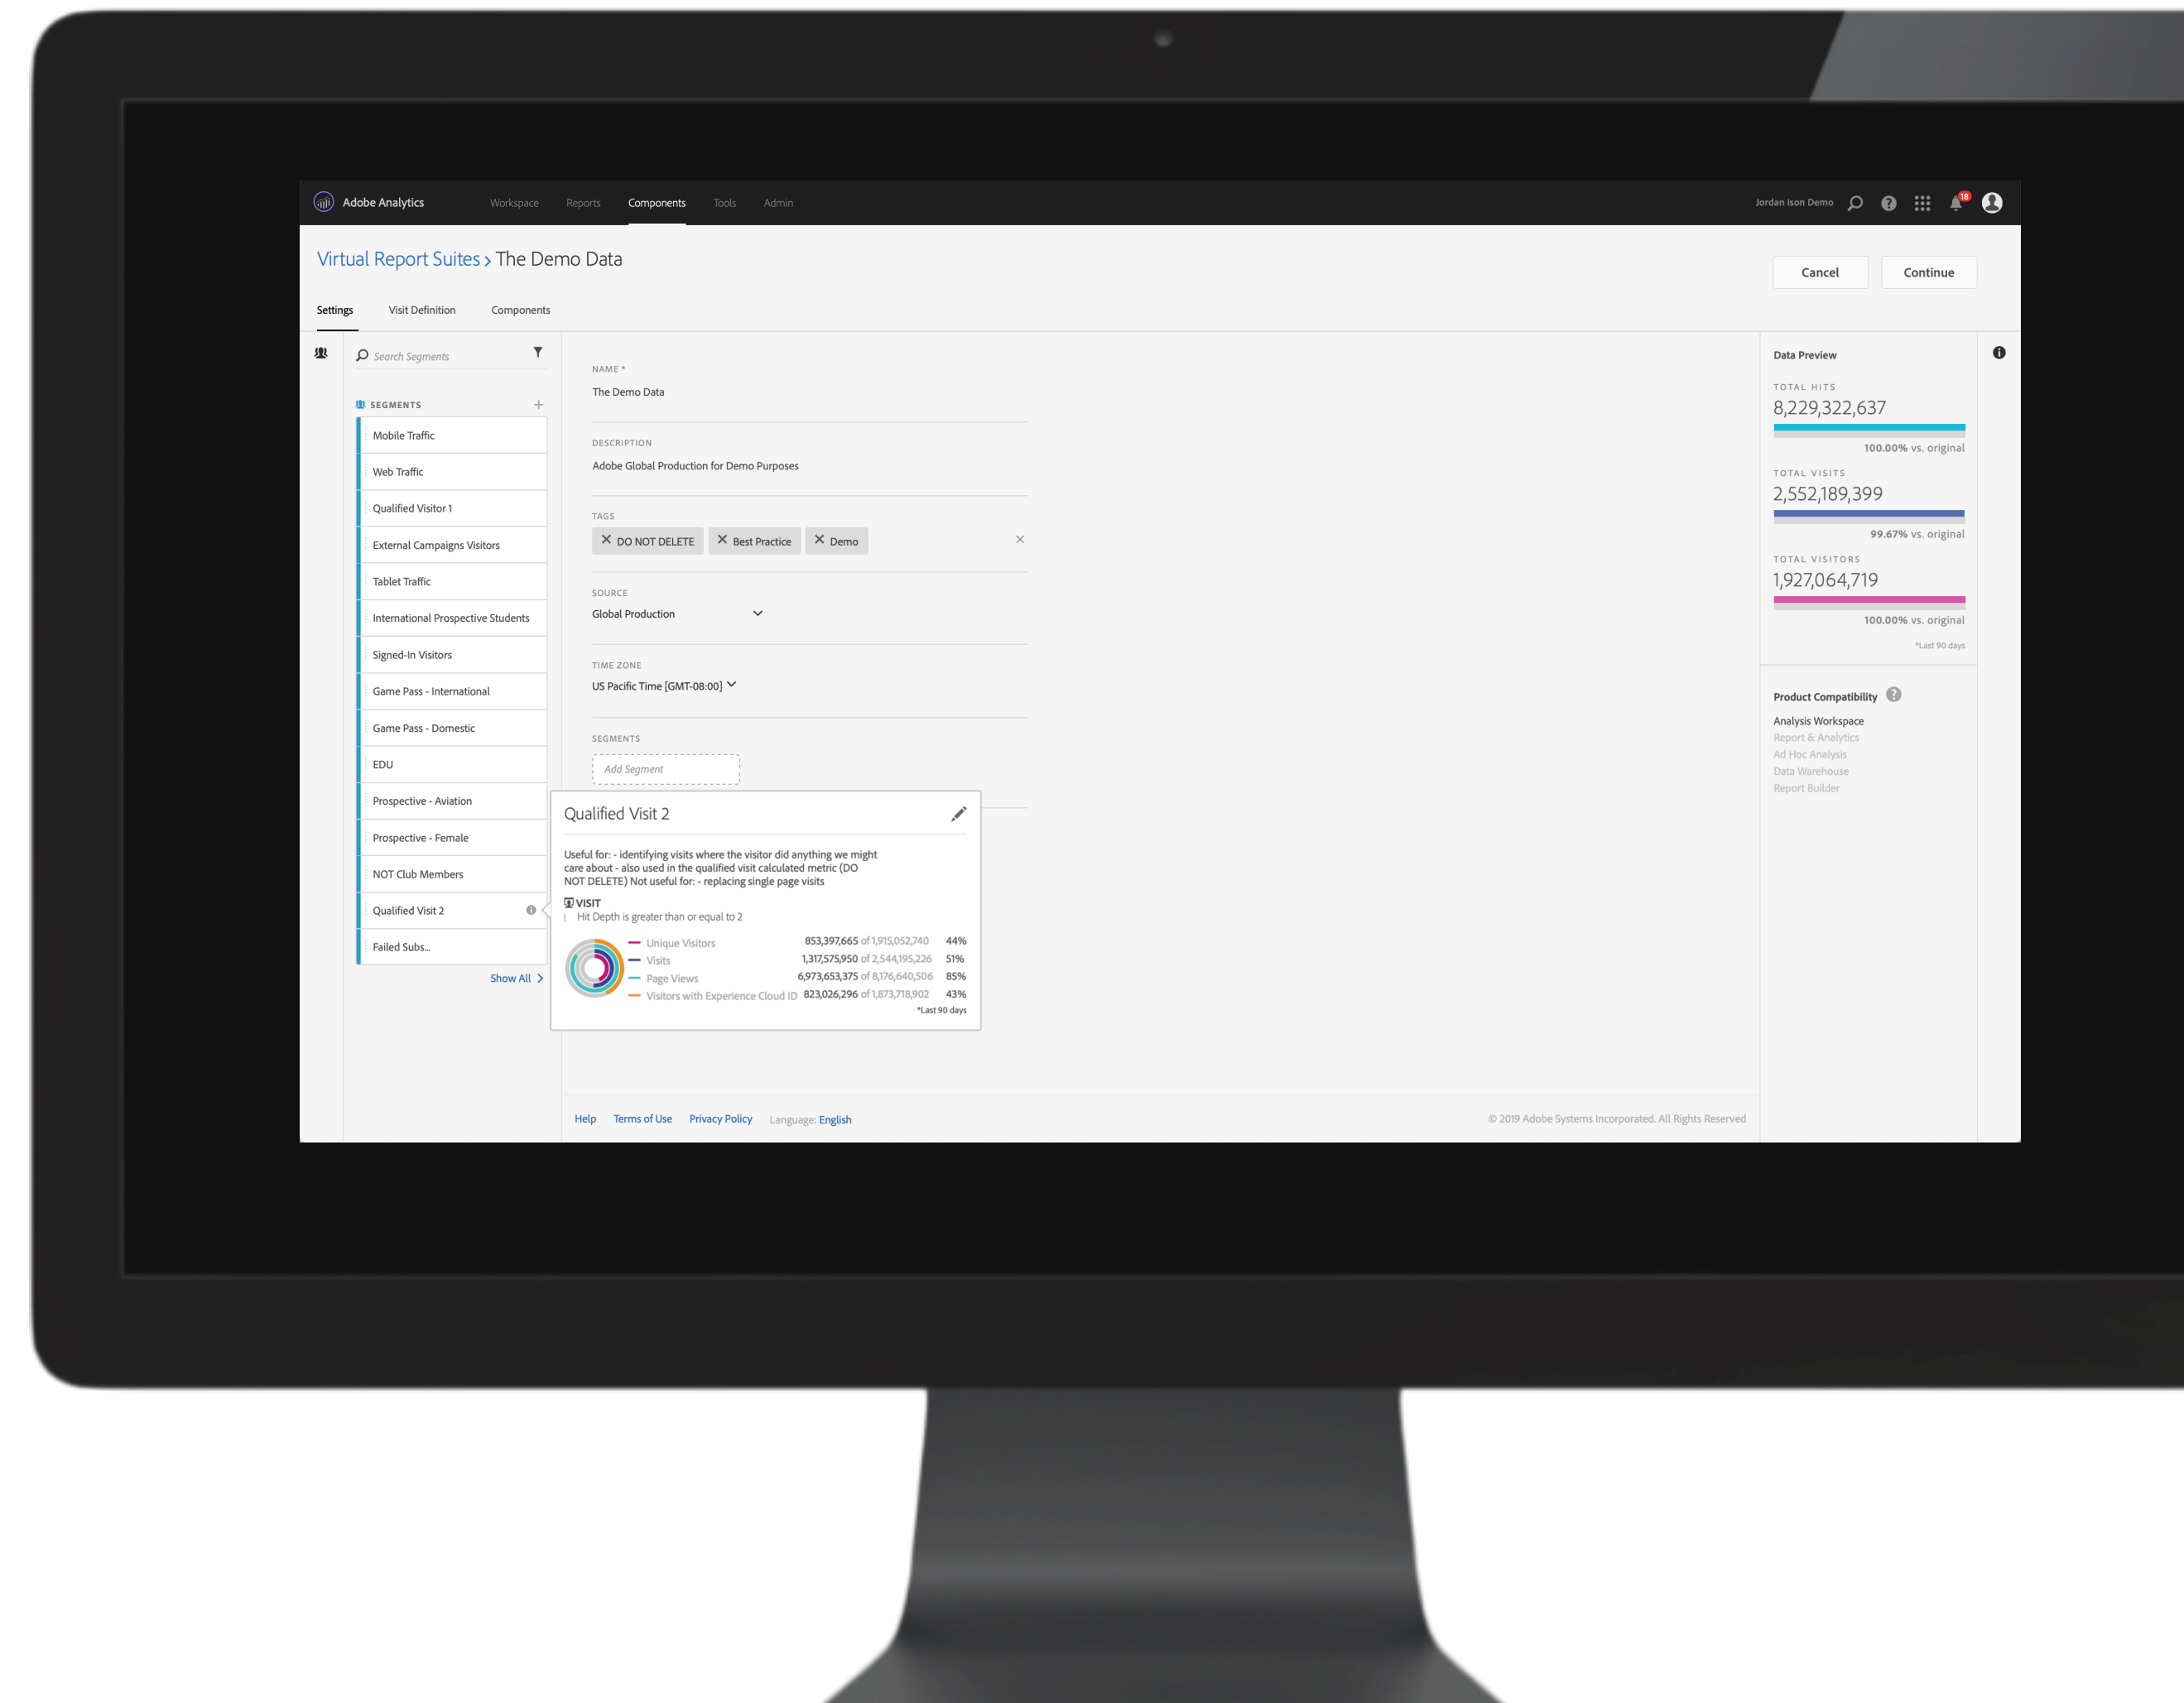 Adobe Analytics Workspace Reports Components Tools Admin Jordan Ison Demo 18
Virtual Report Suites > The Demo Data
Cancel Continue
Settings Visit Definition Components
Search Segments
SEGMENTS
Mobile Traffic
Web Traffic
Qualified Visitor 1
External Campaigns Visitors
Tablet Traffic
International Prospective Students
Signed-In Visitors
Game Pass - International
Game Pass - Domestic
EDU
Prospective - Aviation
Prospective - Female
NOT Club Members
Qualified Visit 2
Failed Subs...
Show All >
NAME *
The Demo Data
DESCRIPTION
Adobe Global Production for Demo Purposes
TAGS
DO NOT DELETE Best Practice Demo
SOURCE
Global Production
TIME ZONE
US Pacific Time [GMT-08:00]
SEGMENTS
Add Segment
Qualified Visit 2
Useful for: - identifying visits where the visitor did anything we might
care about - also used in the qualified visit calculated metric (DO
NOT DELETE) Not useful for: - replacing single page visits
VISIT
Hit Depth is greater than or equal to 2
Unique Visitors 853,397,665 of 1,915,052,740 44%
Visits 1,317,575,950 of 2,544,195,226 51%
Page Views 6,973,653,375 of 8,176,640,506 85%
Visitors with Experience Cloud ID 823,026,296 of 1,873,718,902 43%
*Last 90 days
Data Preview
TOTAL HITS
8,229,322,637
100.00% vs. original
TOTAL VISITS
2,552,189,399
99.67% vs. original
TOTAL VISITORS
1,927,064,719
100.00% vs. original
*Last 90 days
Product Compatibility ?
Analysis Workspace
Report & Analytics
Ad Hoc Analysis
Data Warehouse
Report Builder
Help Terms of Use Privacy Policy Language: English
© 2019 Adobe Systems Incorporated. All Rights Reserved